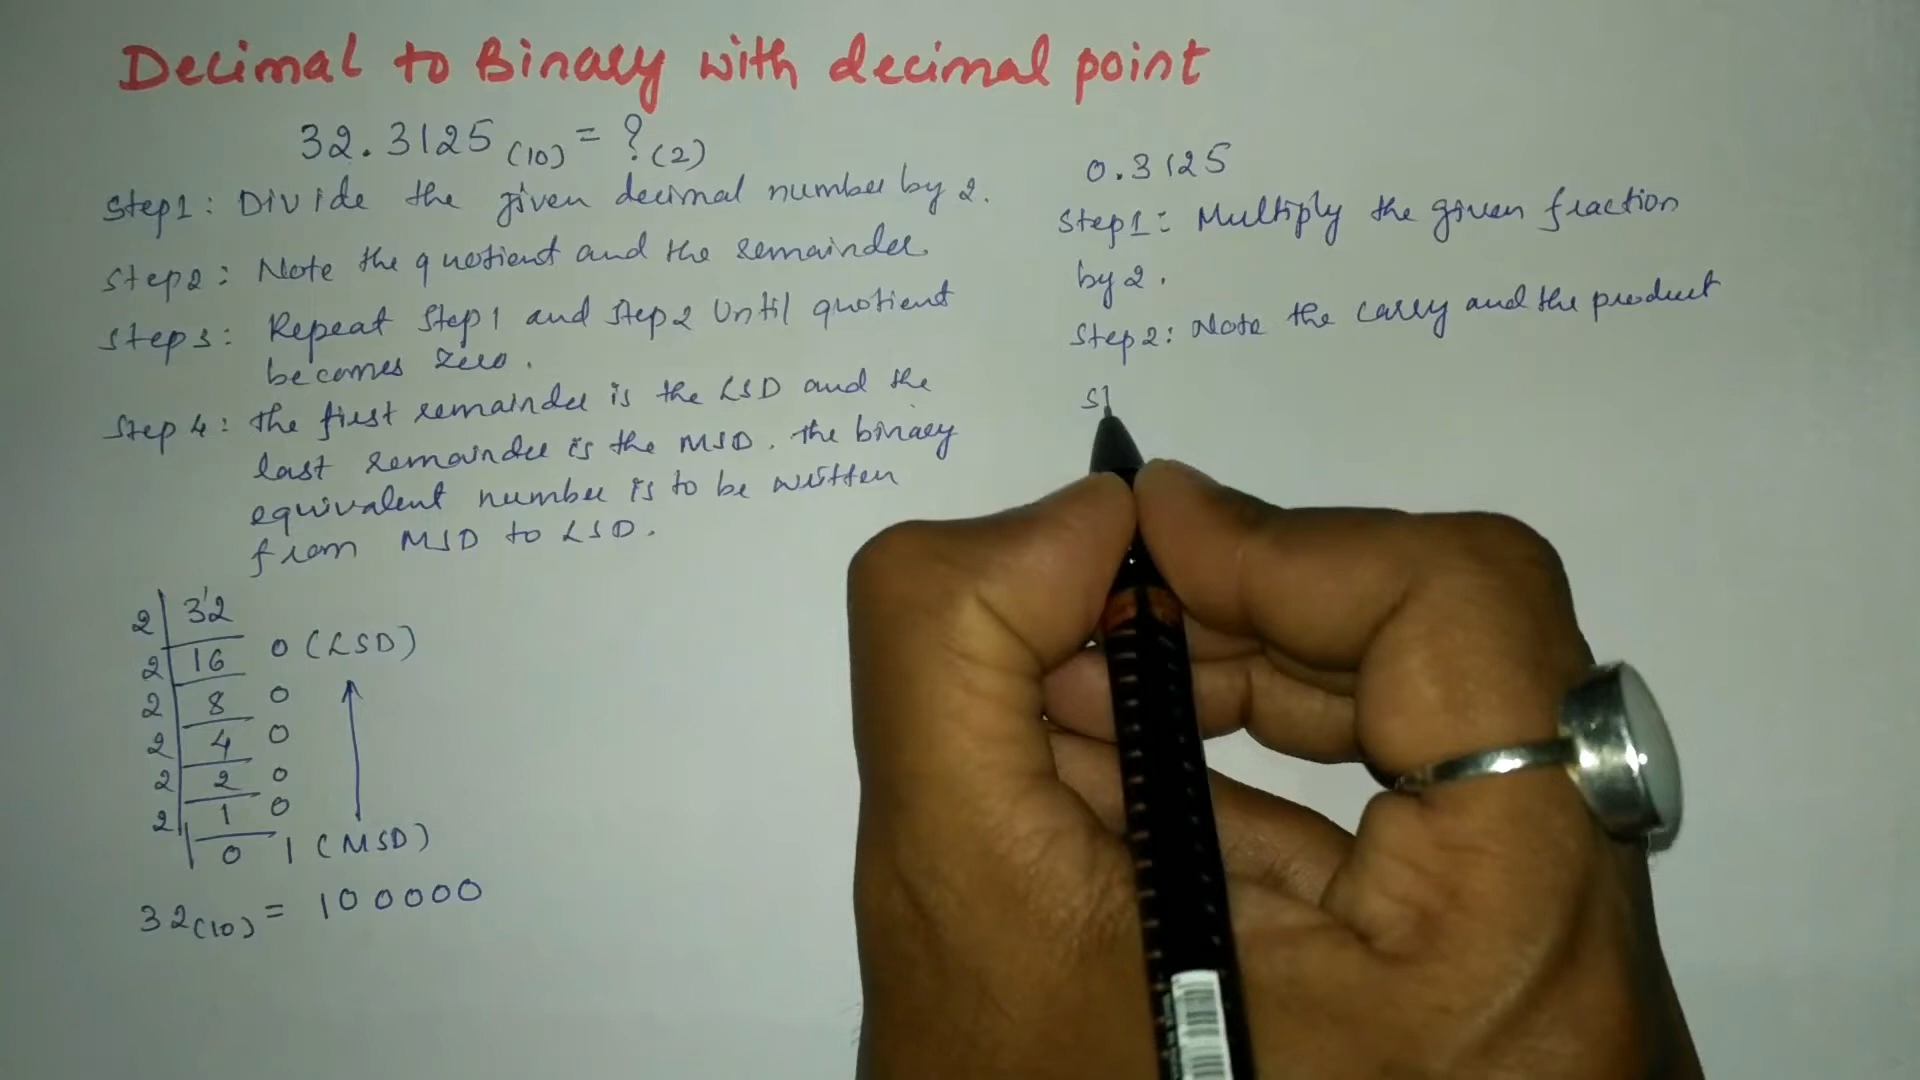 Decimal to Binary with decimal point
32.3125 (10) = ? (2)
Step1: Divide the given decimal number by 2.
Step2: Note the quotient and the remainder
Step3: Repeat Step1 and Step2 Until quotient
becomes zero.
Step 4: the first remainder is the LSD and the
last remainder is the MSD. the binary
equivalent number is to be written
from MSD to LSD.
2 32
2 16 0 (LSD)
2 8 0
2 4 0
2 2 0
2 1 0
0 1 (MSD)
32(10) = 100000
0.3125
Step1: Multiply the given fraction
by 2.
Step2: Note the carry and the product
St